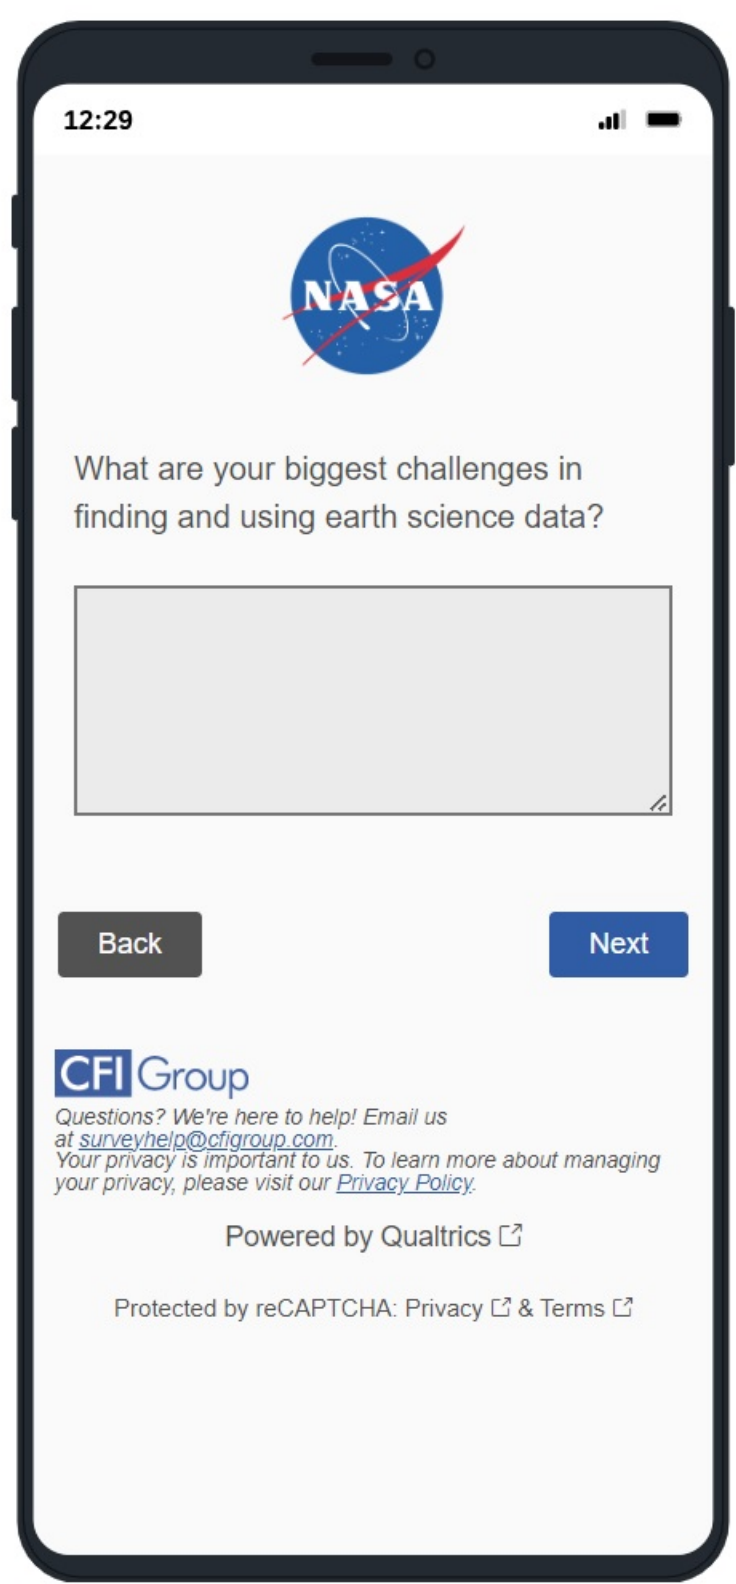 12:29
NASA
What are your biggest challenges in
finding and using earth science data?
Back
Next
CFI Group
Questions? We're here to help! Email us
at surveyhelp@cfigroup.com.
Your privacy is important to us. To learn more about managing
your privacy, please visit our Privacy Policy.
Powered by Qualtrics
Protected by reCAPTCHA: Privacy & Terms